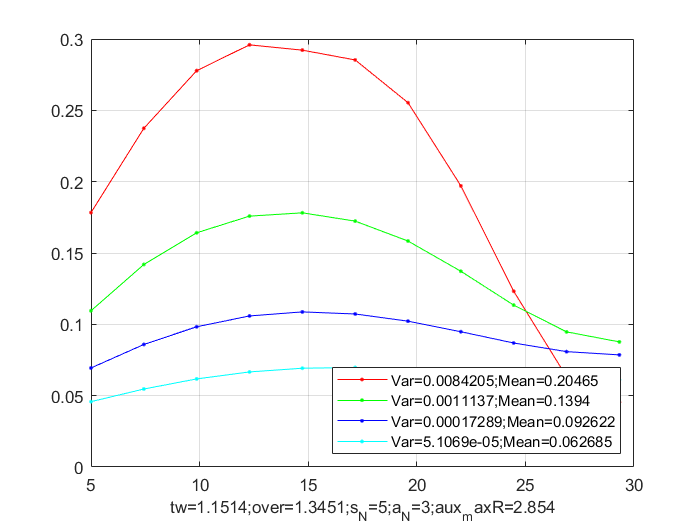 0.3
0.25
0.2
0.15
0.1
0.05
0
Var=0.0084205;Mean=0.20465
Var=0.0011137;Mean=0.1394
Var=0.00017289;Mean=0.092622
Var=5.1069e-05;Mean=0.062685
5 10 15 20 25 30
tw=1.1514;over=1.3451;s_N=5;a_N=3;aux_maxR=2.854